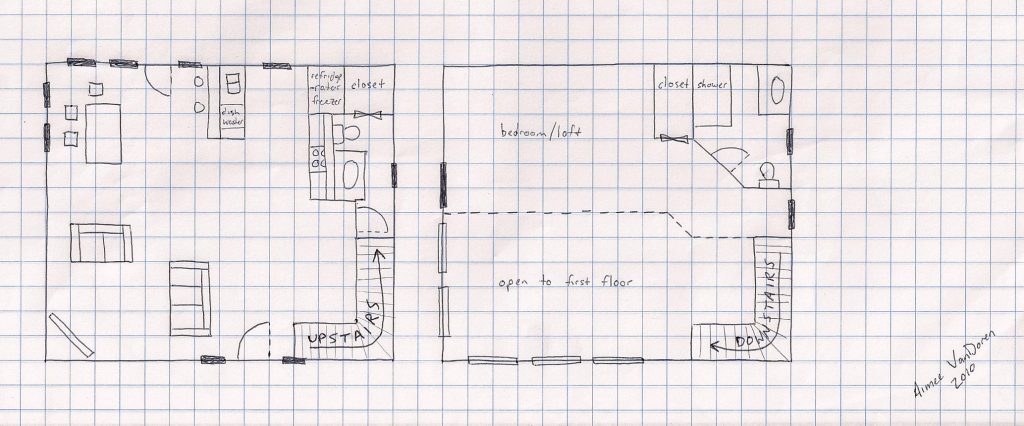 refridge
-rator
freezer
closet
dish
washer
UPSTAIRS
closet
shower
bedroom/loft
open to first floor
DOWNSTAIRS
Aimee VanDoren
2010